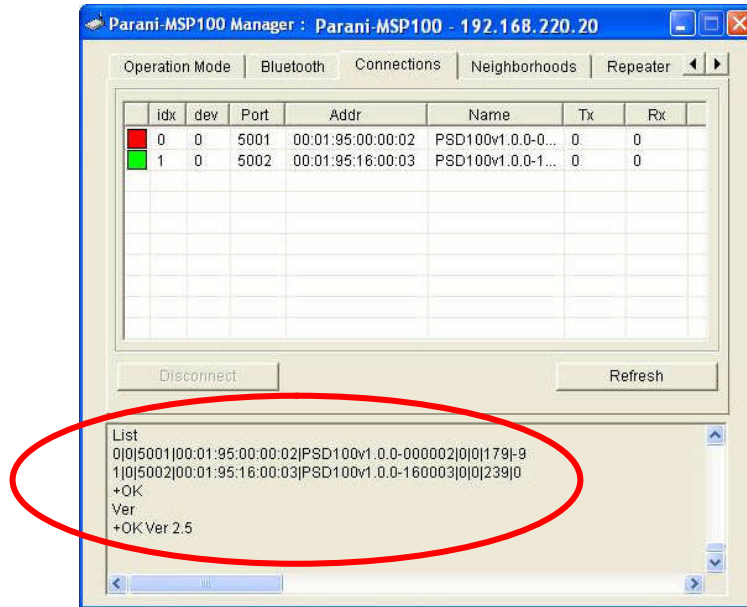 Parani-MSP100 Manager : Parani-MSP100 - 192.168.220.20
Operation Mode Bluetooth Connections Neighborhoods Repeater
idx dev Port Addr Name Tx Rx
0 0 5001 00:01:95:00:00:02 PSD100v1.0.0-0... 0 0
1 0 5002 00:01:95:16:00:03 PSD100v1.0.0-1... 0 0
Disconnect Refresh
List
0|0|5001|00:01:95:00:00:02|PSD100v1.0.0-000002|0|0|179|-9
1|0|5002|00:01:95:16:00:03|PSD100v1.0.0-160003|0|0|239|0
+OK
Ver
+OK Ver 2.5